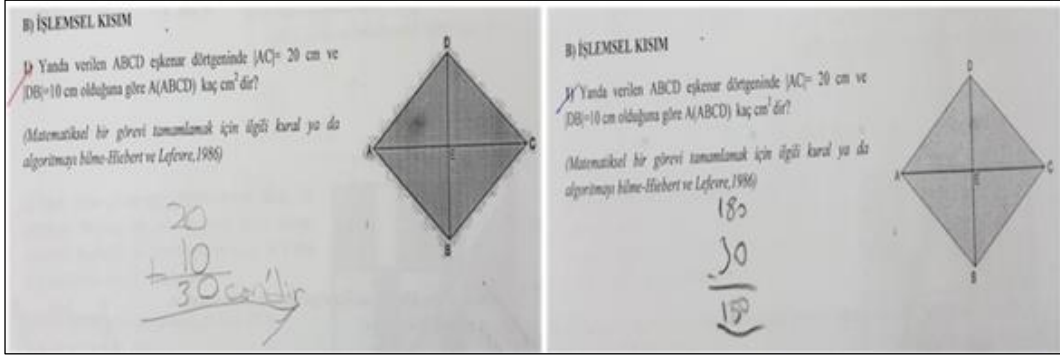 B) İŞLEMSEL KISIM
1) Yanda verilen ABCD eşkenar dörtgeninde |AC|= 20 cm ve
|DB|=10 cm olduğuna göre A(ABCD) kaç cm² dir?
(Matematiksel bir görevi tamamlamak için ilgili kural ya da
algoritmayı bilme-Hiebert ve Lefevre,1986)
20
+ 10
30 cm'dir
D
A
E
C
B
B) İŞLEMSEL KISIM
1) Yanda verilen ABCD eşkenar dörtgeninde |AC|= 20 cm ve
|DB|=10 cm olduğuna göre A(ABCD) kaç cm² dir?
(Matematiksel bir görevi tamamlamak için ilgili kural ya da
algoritmayı bilme-Hiebert ve Lefevre,1986)
180
- 30
150
D
A
E
C
B